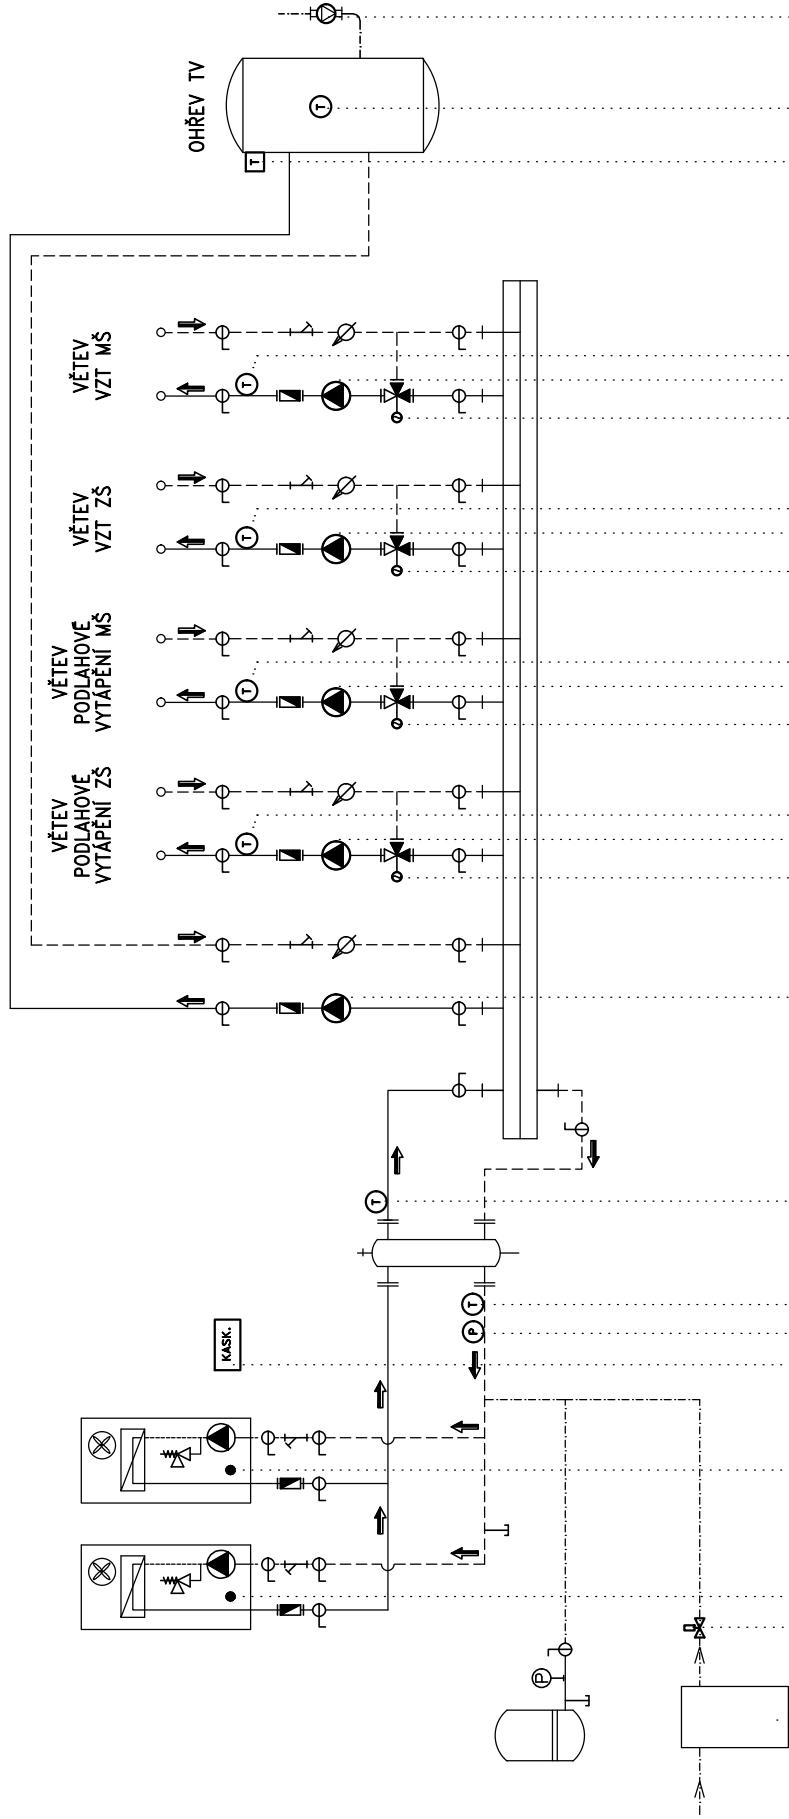 OHŘEV TV
T
T
VĚTEV
VZT MŠ
T
VĚTEV
VZT ZŠ
T
VĚTEV
PODLAHOVÉ
VYTÁPĚNÍ MŠ
T
VĚTEV
PODLAHOVÉ
VYTÁPĚNÍ ZŠ
T
T
T
P
KASK.
P